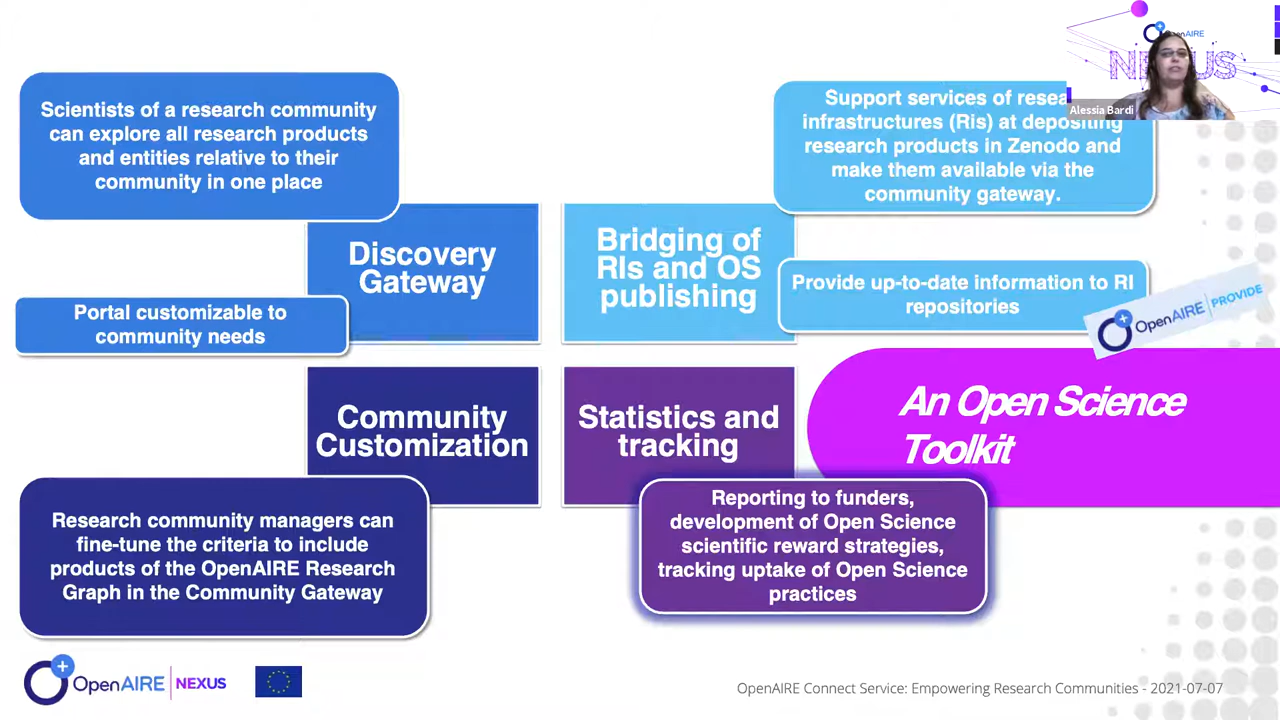 Scientists of a research community
can explore all research products
and entities relative to their
community in one place
Discovery
Gateway
Portal customizable to
community needs
Support services of resea
infrastructures (Ris) at depositing
research products in Zenodo and
make them available via the
community gateway.
Bridging of
RIs and OS
publishing
Provide up-to-date information to RI
repositories
OpenAIRE | PROVIDE
Alessia Bardi
Community
Customization
Statistics and
tracking
An Open Science
Toolkit
Research community managers can
fine-tune the criteria to include
products of the OpenAIRE Research
Graph in the Community Gateway
Reporting to funders,
development of Open Science
scientific reward strategies,
tracking uptake of Open Science
practices
OpenAIRE | NEXUS
OpenAIRE Connect Service: Empowering Research Communities - 2021-07-07